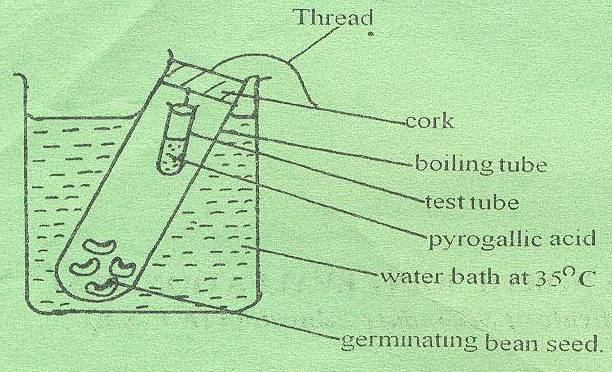 Thread
cork
boiling tube
test tube
pyrogallic acid
water bath at 35°C
germinating bean seed.